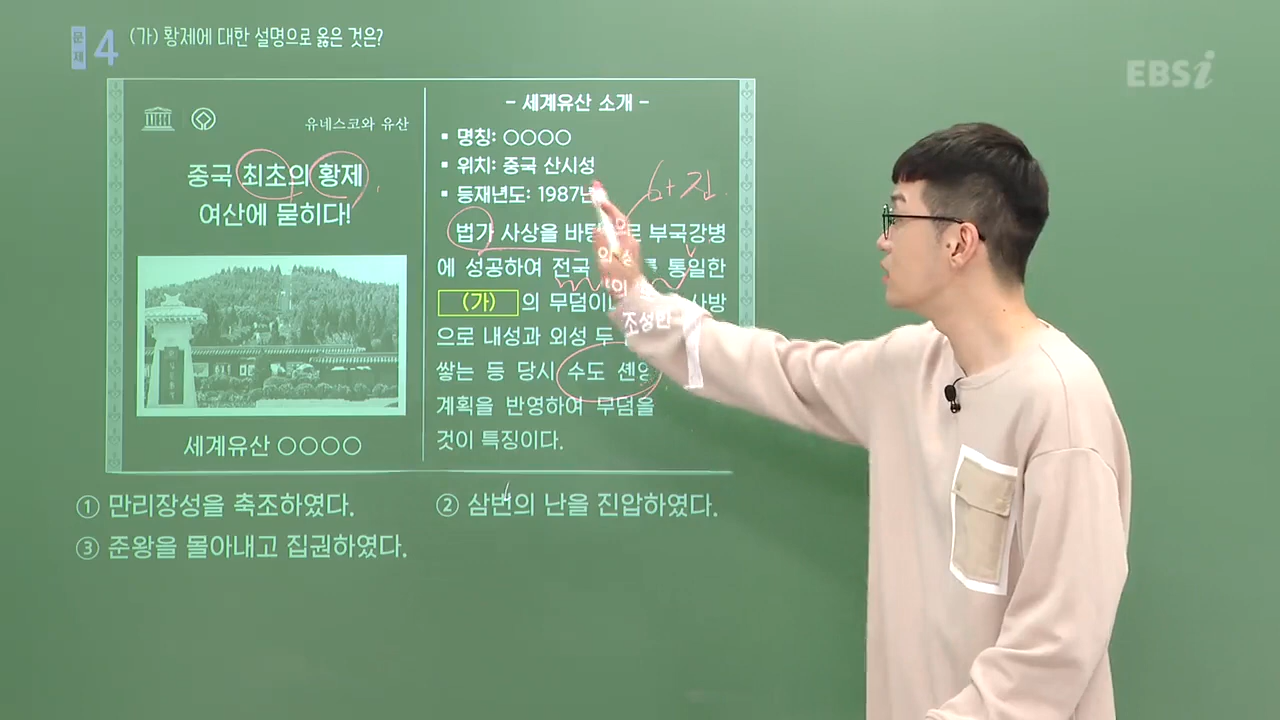 문제 4 (가) 황제에 대한 설명으로 옳은 것은?
EBSi
유네스코와 유산
중국 최초의 황제
여산에 묻히다!
세계유산 ○○○○
- 세계유산 소개 -
▪ 명칭: ○○○○
▪ 위치: 중국 산시성
▪ 등재년도: 1987년
법가 사상을 바탕으로 부국강병
에 성공하여 전국 통일한
(가) 의 무덤이 사방
으로 내성과 외성 두
쌓는 등 당시 수도 셴양
계획을 반영하여 무덤을
것이 특징이다.
① 만리장성을 축조하였다.
② 삼번의 난을 진압하였다.
③ 준왕을 몰아내고 집권하였다.